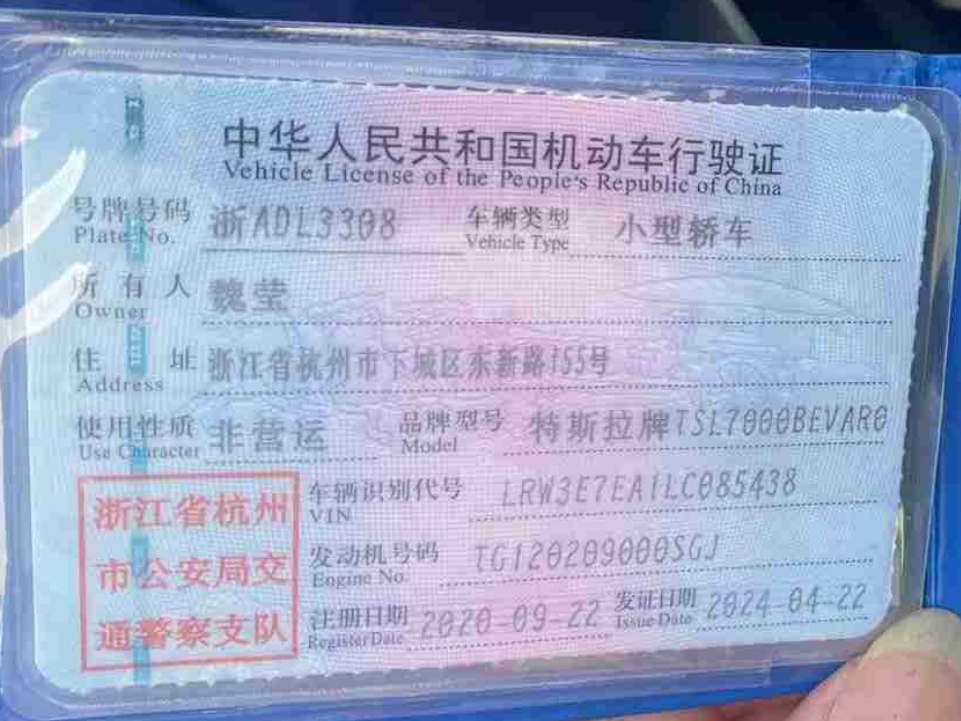 中华人民共和国机动车行驶证
Vehicle License of the People's Republic of China
号牌号码 浙ADL3308 车辆类型 小型轿车
Plate No. Vehicle Type
所有人 魏莹
Owner
住址 浙江省杭州市下城区东新路155号
Address
使用性质 非营运 品牌型号 特斯拉牌TSL7000BEVAR0
Use Character Model
浙江省杭州
市公安局交
通警察支队
车辆识别代号 LRW3E7EA1LC085438
VIN
发动机号码 TG120209000SGJ
Engine No.
注册日期 2020-09-22 发证日期 2024-04-22
Register Date Issue Date